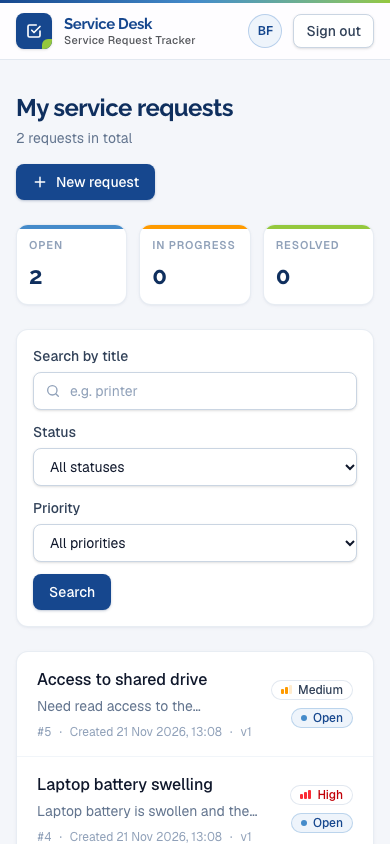 Service Desk
Service Request Tracker
BF
Sign out
My service requests
2 requests in total
New request
OPEN
2
IN PROGRESS
0
RESOLVED
0
Search by title
e.g. printer
Status
All statuses
Priority
All priorities
Search
Access to shared drive
Need read access to the…
#5 · Created 21 Nov 2026, 13:08 · v1
Medium
Open
Laptop battery swelling
Laptop battery is swollen and the…
#4 · Created 21 Nov 2026, 13:08 · v1
High
Open